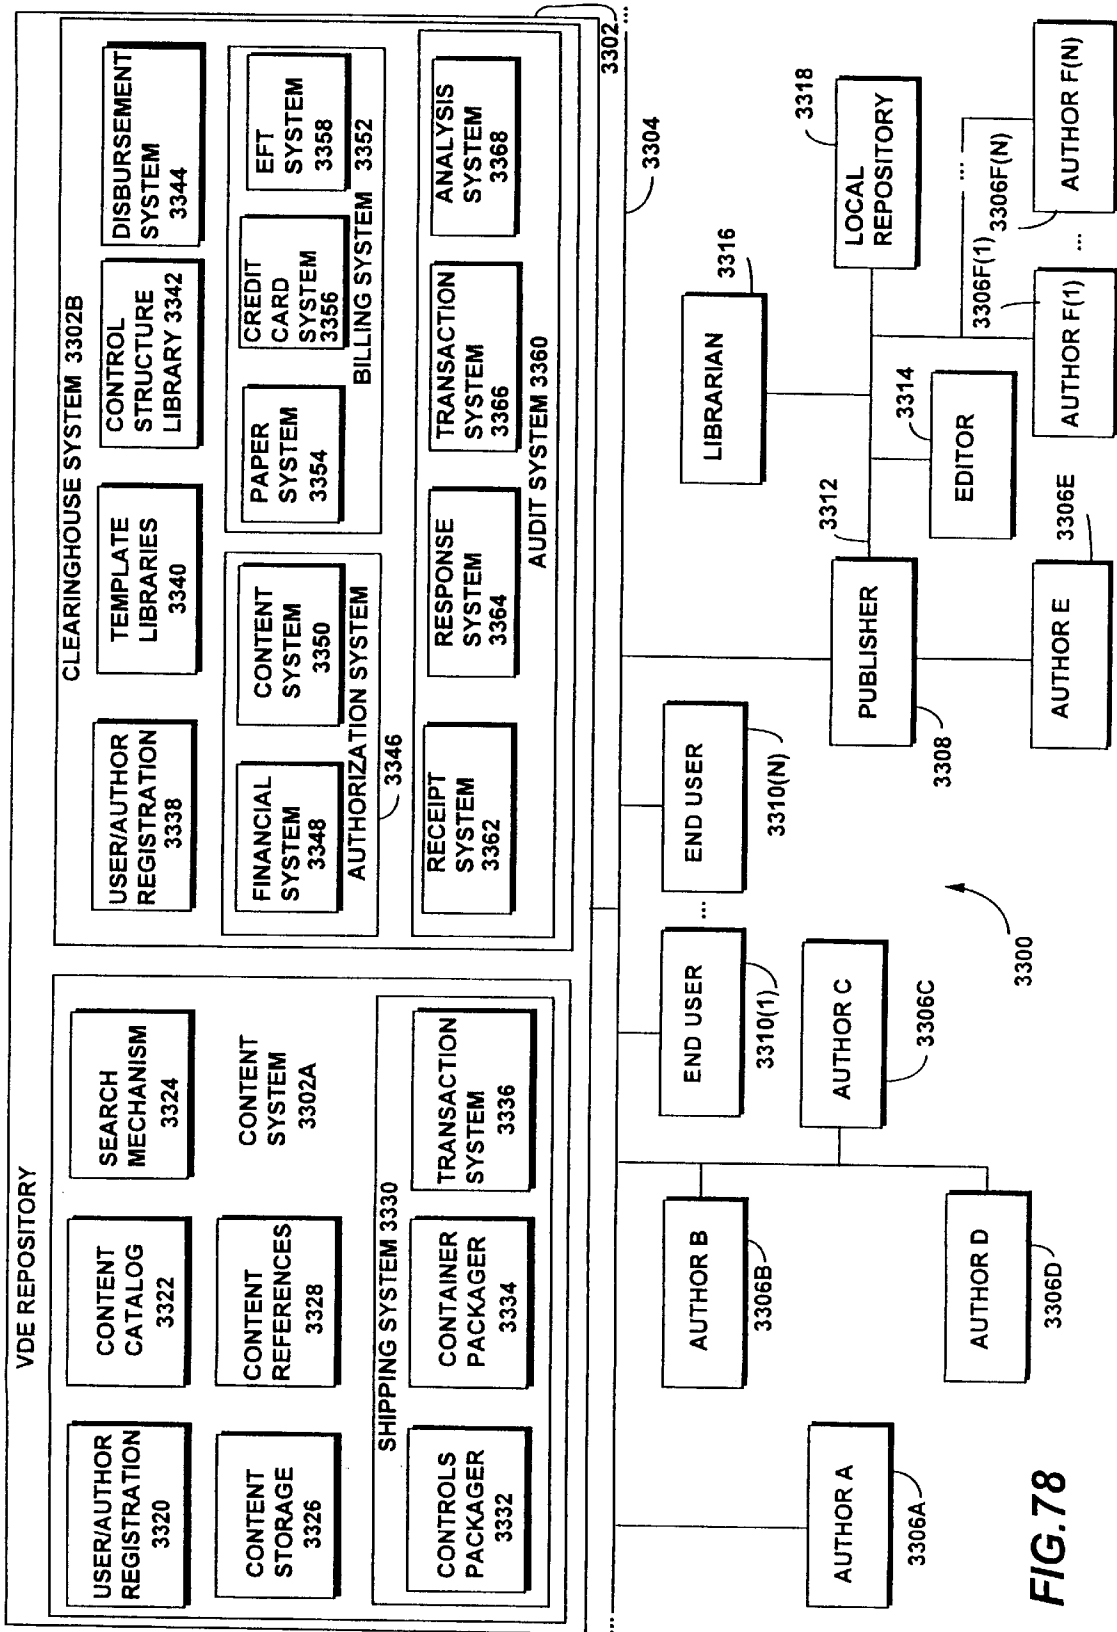 VDE REPOSITORY
USER/AUTHOR
REGISTRATION
3320
CONTENT
CATALOG
3322
SEARCH
MECHANISM
3324
CONTENT
STORAGE
3326
CONTENT
REFERENCES
3328
CONTENT
SYSTEM
3302A
SHIPPING SYSTEM 3330
CONTROLS
PACKAGER
3332
CONTAINER
PACKAGER
3334
TRANSACTION
SYSTEM
3336
CLEARINGHOUSE SYSTEM 3302B
USER/AUTHOR
REGISTRATION
3338
TEMPLATE
LIBRARIES
3340
CONTROL
STRUCTURE
LIBRARY 3342
DISBURSEMENT
SYSTEM
3344
FINANCIAL
SYSTEM
3348
CONTENT
SYSTEM
3350
AUTHORIZATION SYSTEM
3346
PAPER
SYSTEM
3354
CREDIT
CARD
SYSTEM
3356
EFT
SYSTEM
3358
BILLING SYSTEM 3352
RECEIPT
SYSTEM
3362
RESPONSE
SYSTEM
3364
TRANSACTION
SYSTEM
3366
ANALYSIS
SYSTEM
3368
AUDIT SYSTEM 3360
3302
...
...
3304
AUTHOR A
3306A
AUTHOR B
3306B
AUTHOR C
3306C
AUTHOR D
3306D
END USER
3310(1)
...
END USER
3310(N)
3300
PUBLISHER
3308
3312
AUTHOR E
3306E
EDITOR
3314
LIBRARIAN
3316
LOCAL
REPOSITORY
3318
3306F(1)
...
3306F(N)
AUTHOR F(1)
...
AUTHOR F(N)
FIG.78